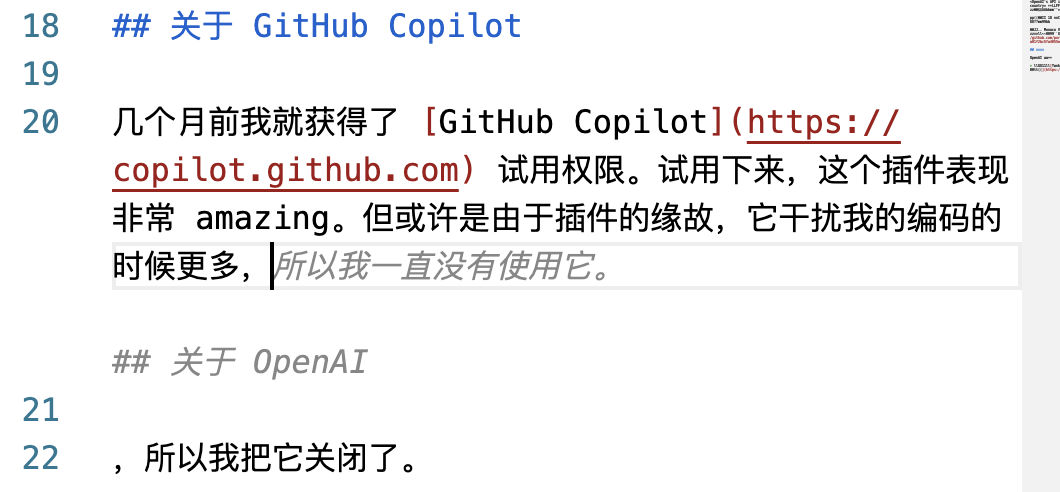 18 ## 关于 GitHub Copilot
19
20 几个月前我就获得了 [GitHub Copilot](https://
copilot.github.com) 试用权限。试用下来，这个插件表现
非常 amazing。但或许是由于插件的缘故，它干扰我的编码的
时候更多，所以我一直没有使用它。
## 关于 OpenAI
21
22 ，所以我把它关闭了。